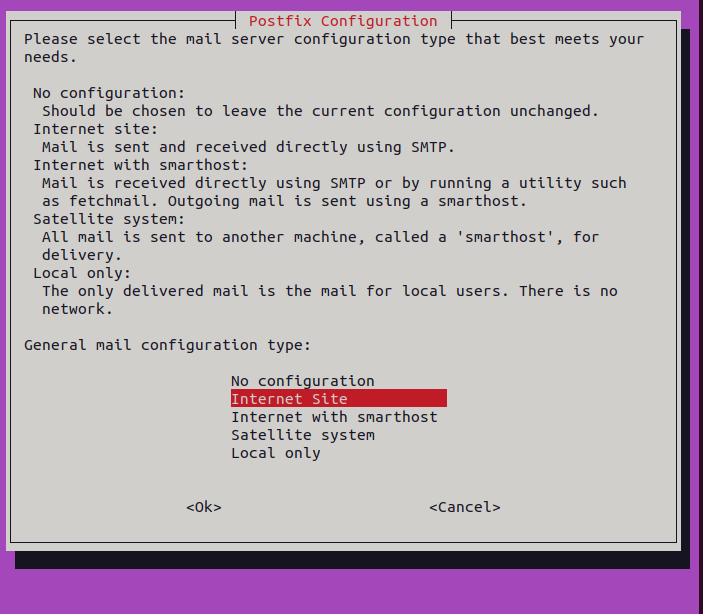 Postfix Configuration
Please select the mail server configuration type that best meets your
needs.
No configuration:
Should be chosen to leave the current configuration unchanged.
Internet site:
Mail is sent and received directly using SMTP.
Internet with smarthost:
Mail is received directly using SMTP or by running a utility such
as fetchmail. Outgoing mail is sent using a smarthost.
Satellite system:
All mail is sent to another machine, called a 'smarthost', for
delivery.
Local only:
The only delivered mail is the mail for local users. There is no
network.
General mail configuration type:
No configuration
Internet Site
Internet with smarthost
Satellite system
Local only
<Ok> <Cancel>